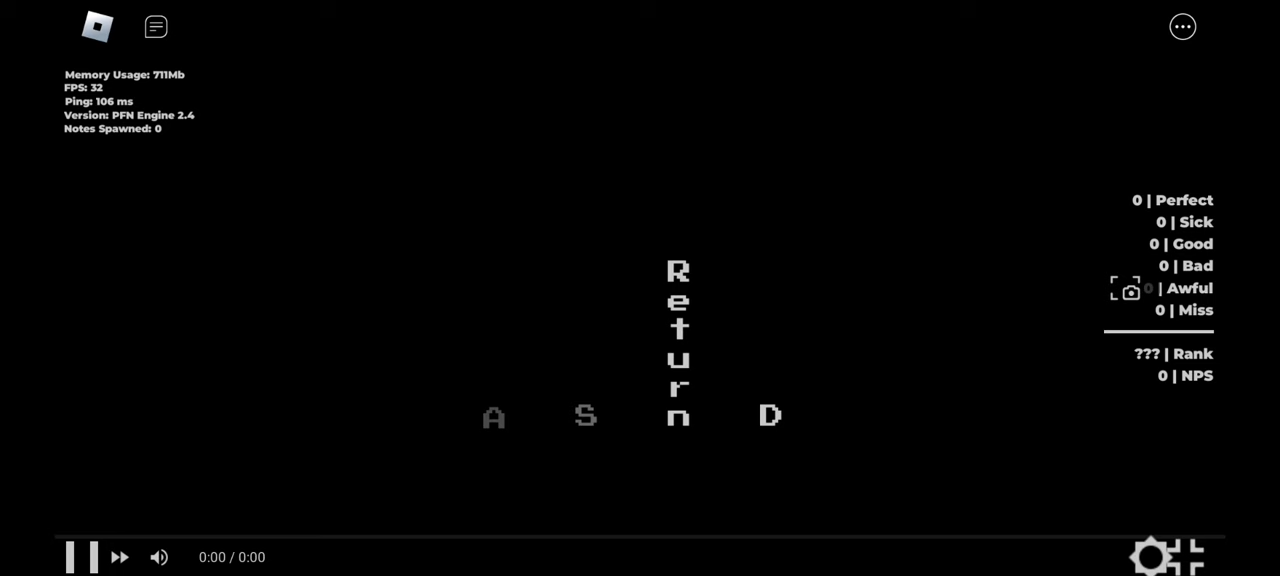 Memory Usage: 711Mb
FPS: 32
Ping: 106 ms
Version: PFN Engine 2.4
Notes Spawned: 0
0 | Perfect
0 | Sick
0 | Good
0 | Bad
0 | Awful
0 | Miss
??? | Rank
0 | NPS
R
e
t
u
r
A S n D
0:00 / 0:00